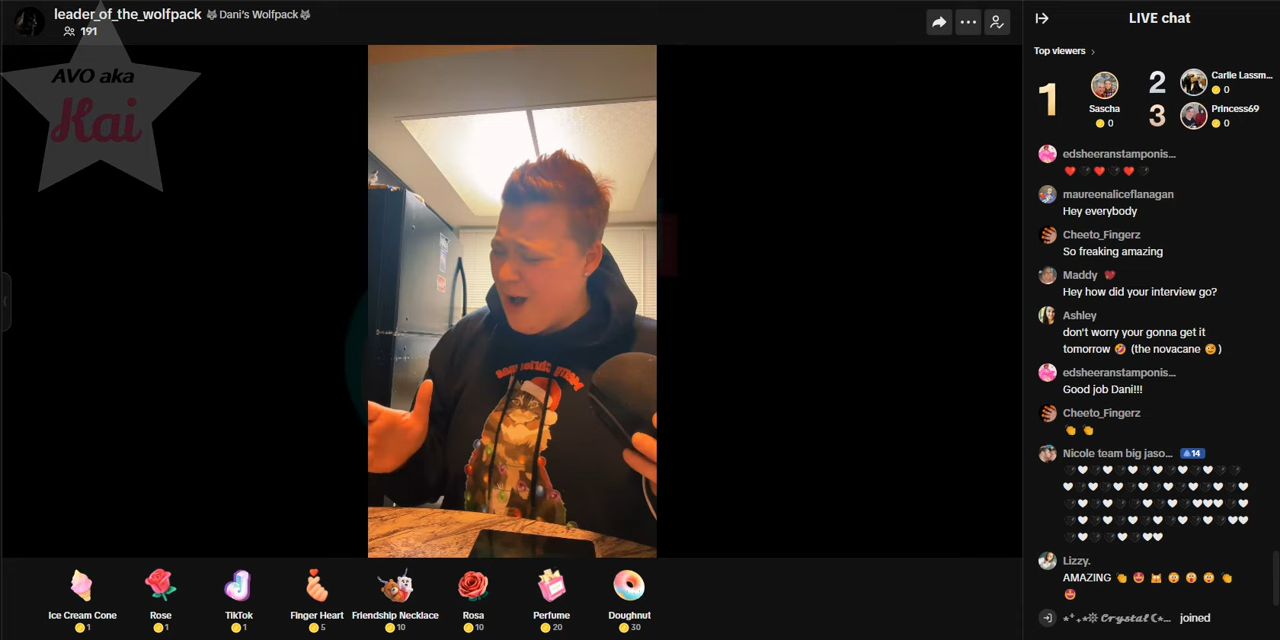 leader_of_the_wolfpack 🐺Dani's Wolfpack🐺
191
AVO aka
Kai
LIVE chat
Top viewers
1
Sascha
0
2
Carlie Lassm...
0
3
Princess69
0
edsheeranstamponis...
❤️🖤❤️🖤❤️🖤
maureenaliceflanagan
Hey everybody
Cheeto_Fingerz
So freaking amazing
Maddy
Hey how did your interview go?
Ashley
don't worry your gonna get it
tomorrow 🤣 (the novacane 😅)
edsheeranstamponis...
Good job Dani!!!
Cheeto_Fingerz
👏 👏
Nicole team big jaso... 14
Lizzy.
AMAZING
Crystal ☾⋆... joined
Ice Cream Cone
1
Rose
1
TikTok
1
Finger Heart
5
Friendship Necklace
10
Rosa
10
Perfume
20
Doughnut
30